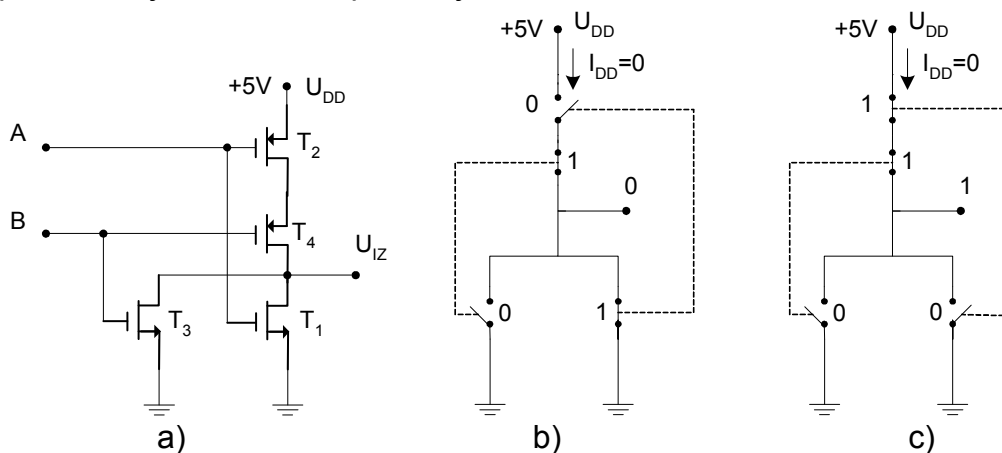 +5V U_DD
A
T_2
B
T_4
U_IZ
T_3
T_1
a)
+5V U_DD
I_DD=0
0
1
0
0
1
b)
+5V U_DD
I_DD=0
1
1
1
0
0
c)